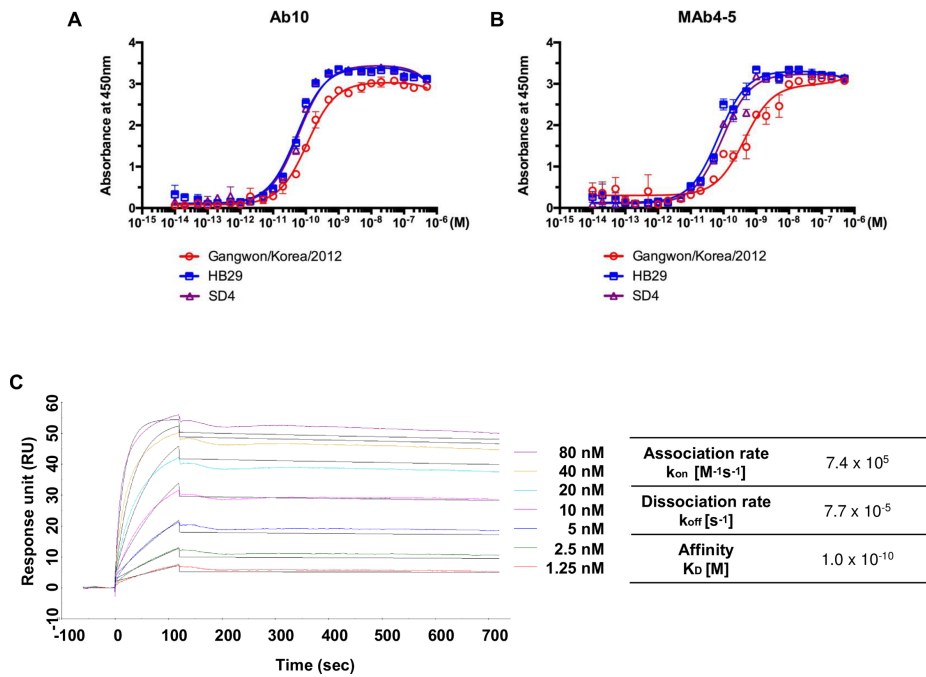 A
Ab10
Absorbance at 450nm
4
3
2
1
0
10-15 10-14 10-13 10-12 10-11 10-10 10-9 10-8 10-7 10-6 (M)
Gangwon/Korea/2012
HB29
SD4
B
MAb4-5
Absorbance at 450nm
4
3
2
1
0
10-15 10-14 10-13 10-12 10-11 10-10 10-9 10-8 10-7 10-6 (M)
Gangwon/Korea/2012
HB29
SD4
C
Response unit (RU)
60
50
40
30
20
10
0
-10
-100 0 100 200 300 400 500 600 700
Time (sec)
80 nM
40 nM
20 nM
10 nM
5 nM
2.5 nM
1.25 nM
Association rate
kon [M-1s-1]
7.4 x 105
Dissociation rate
koff [s-1]
7.7 x 10-5
Affinity
KD [M]
1.0 x 10-10